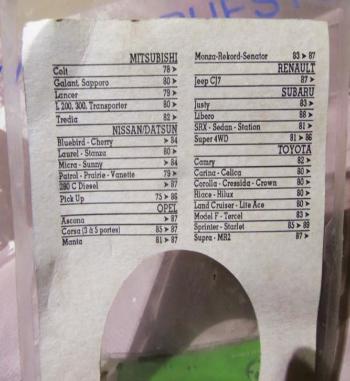 MITSUBISHI
Colt 78 ➤
Galant, Sapporo 80 ➤
Lancer 79 ➤
L 200, 300, Transporter 80 ➤
Tredia 82 ➤
NISSAN/DATSUN
Bluebird - Cherry ➤ 84
Laurel - Stanza 80 ➤
Micra - Sunny ➤ 84
Patrol - Prairie - Vanette 79 ➤
280 C Diesel ➤ 87
Pick Up 75 ➤ 86
OPEL
Ascona ➤ 87
Corsa (3 & 5 portes) 85 ➤ 87
Manta 81 ➤ 87
Monza-Rekord-Senator 83 ➤ 87
RENAULT
Jeep CJ7 87 ➤
SUBARU
Justy 83 ➤
Libero 88 ➤
SRX - Sedan - Station 81 ➤
Super 4WD 81 ➤ 86
TOYOTA
Camry 82 ➤
Carina - Celica 80 ➤
Corolla - Cressida - Crown 80 ➤
Hiace - Hilux 80 ➤
Land Cruiser - Lite Ace 80 ➤
Model F - Tercel 83 ➤
Sprinter - Starlet 85 ➤ 89
Supra - MR2 87 ➤